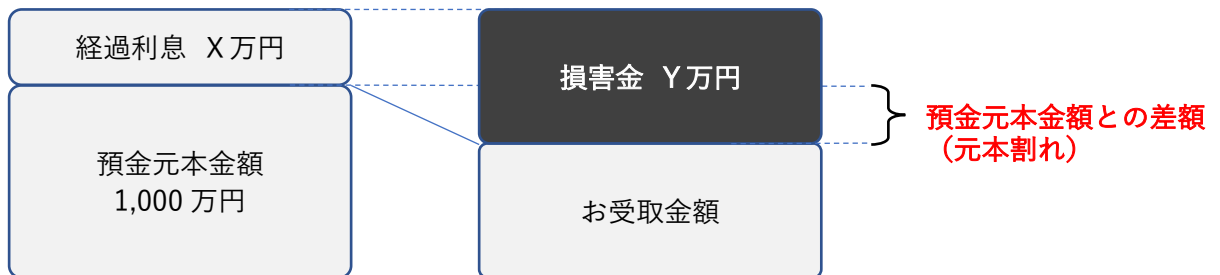 経過利息 X万円
預金元本金額
1,000 万円
損害金 Y万円
お受取金額
預金元本金額との差額
（元本割れ）